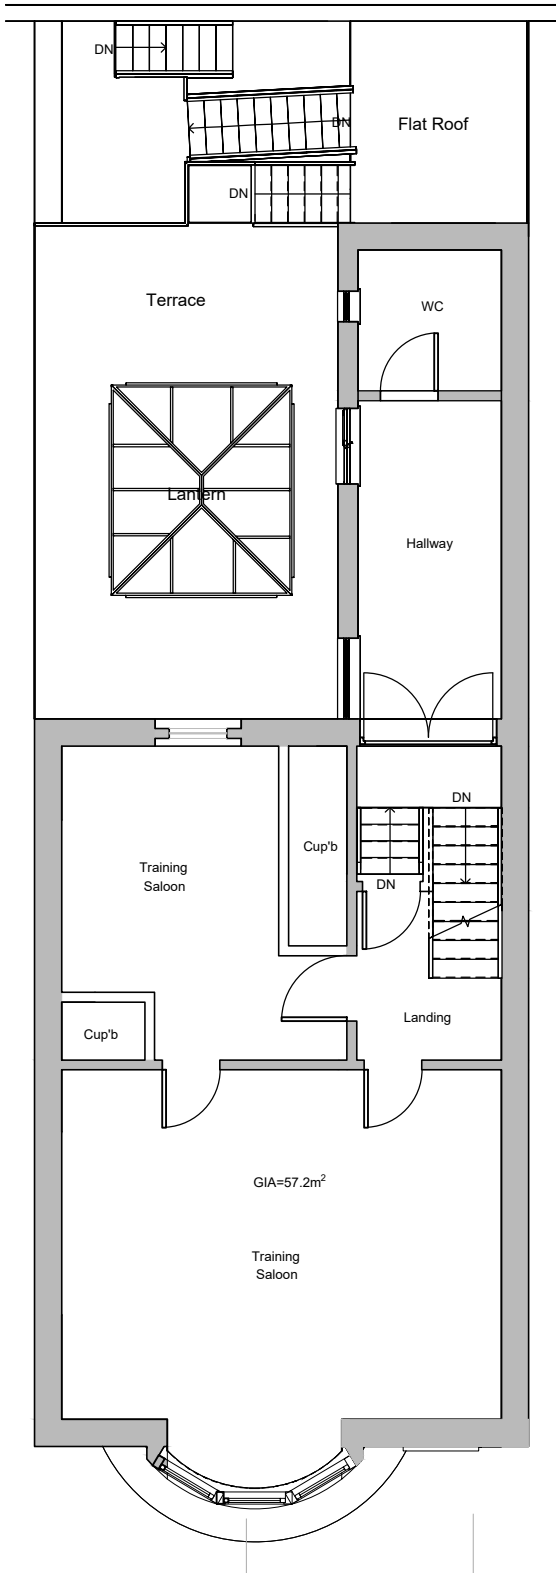 DN
DN
Flat Roof
DN
Terrace
WC
Lantern
Hallway
DN
Cup'b
Training
Saloon
DN
Landing
Cup'b
GIA=57.2m²
Training
Saloon